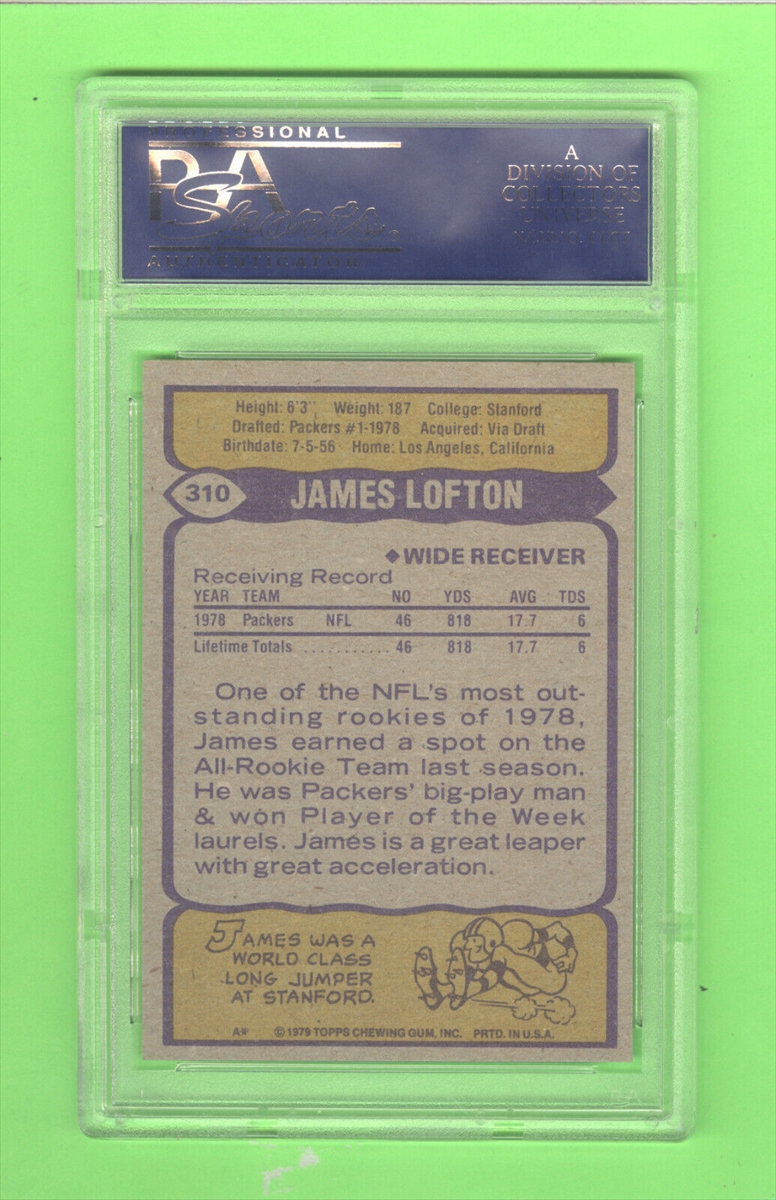 PROFESSIONAL
PSA
Sports
AUTHENTICATOR
A
DIVISION OF
COLLECTORS
UNIVERSE
Height: 6'3" Weight: 187 College: Stanford
Drafted: Packers #1-1978 Acquired: Via Draft
Birthdate: 7-5-56 Home: Los Angeles, California
310 JAMES LOFTON
◆WIDE RECEIVER
Receiving Record
YEAR TEAM NO YDS AVG TDS
1978 Packers NFL 46 818 17.7 6
Lifetime Totals ........... 46 818 17.7 6
One of the NFL's most out-
standing rookies of 1978,
James earned a spot on the
All-Rookie Team last season.
He was Packers' big-play man
& won Player of the Week
laurels. James is a great leaper
with great acceleration.
JAMES WAS A
WORLD CLASS
LONG JUMPER
AT STANFORD.
A* © 1979 TOPPS CHEWING GUM, INC. PRTD. IN U.S.A.